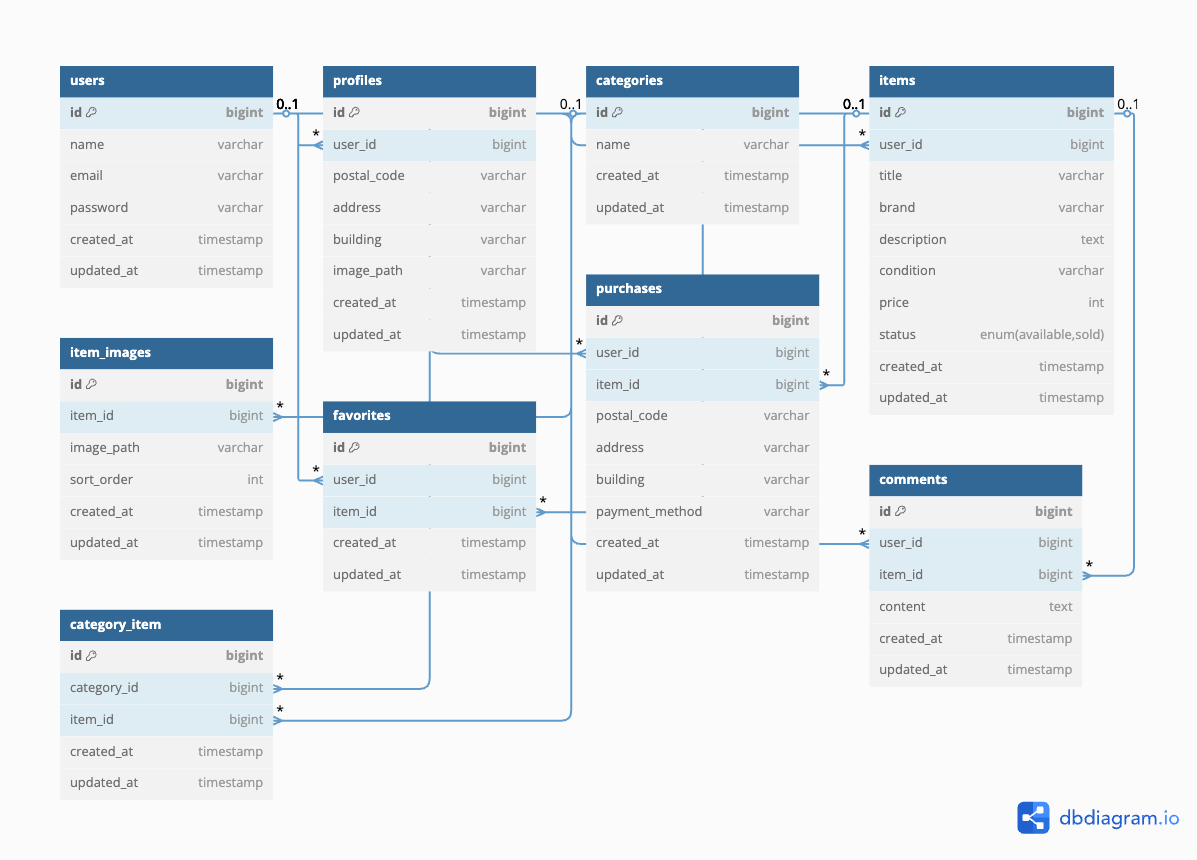 users
id bigint
name varchar
email varchar
password varchar
created_at timestamp
updated_at timestamp
0..1
*
profiles
id bigint
user_id bigint
postal_code varchar
address varchar
building varchar
image_path varchar
created_at timestamp
updated_at timestamp
0..1
categories
id bigint
name varchar
created_at timestamp
updated_at timestamp
0..1
*
items
id bigint
user_id bigint
title varchar
brand varchar
description text
condition varchar
price int
status enum(available,sold)
created_at timestamp
updated_at timestamp
0..1
item_images
id bigint
item_id bigint
image_path varchar
sort_order int
created_at timestamp
updated_at timestamp
*
*
favorites
id bigint
user_id bigint
item_id bigint
created_at timestamp
updated_at timestamp
*
*
purchases
id bigint
user_id bigint
item_id bigint
postal_code varchar
address varchar
building varchar
payment_method varchar
created_at timestamp
updated_at timestamp
*
*
comments
id bigint
user_id bigint
item_id bigint
content text
created_at timestamp
updated_at timestamp
*
category_item
id bigint
category_id bigint
item_id bigint
created_at timestamp
updated_at timestamp
*
*
dbdiagram.io